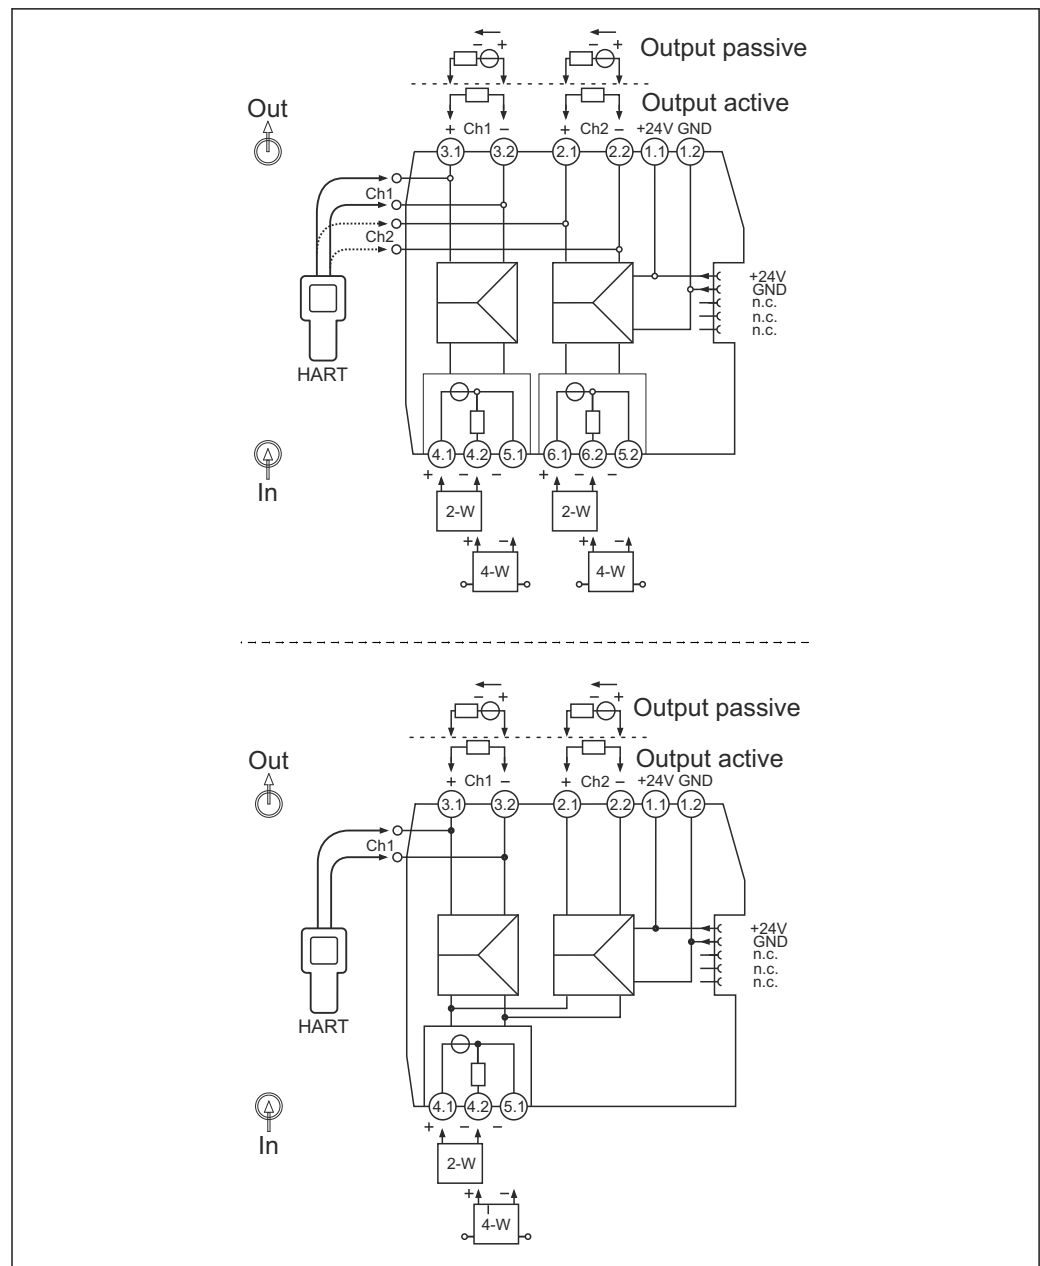 − + − + Output passive
Out
Output active
+ Ch1 − + Ch2 − +24V GND
3.1 3.2 2.1 2.2 1.1 1.2
Ch1
Ch2
+24V
GND
n.c.
n.c.
n.c.
HART
4.1 4.2 5.1 6.1 6.2 5.2
+ − − + − −
In
2-W 2-W
+ − + −
4-W 4-W
− + − + Output passive
Out
Output active
+ Ch1 − + Ch2 − +24V GND
3.1 3.2 2.1 2.2 1.1 1.2
Ch1
+24V
GND
n.c.
n.c.
n.c.
HART
4.1 4.2 5.1
+ − −
In
2-W
+ −
4-W